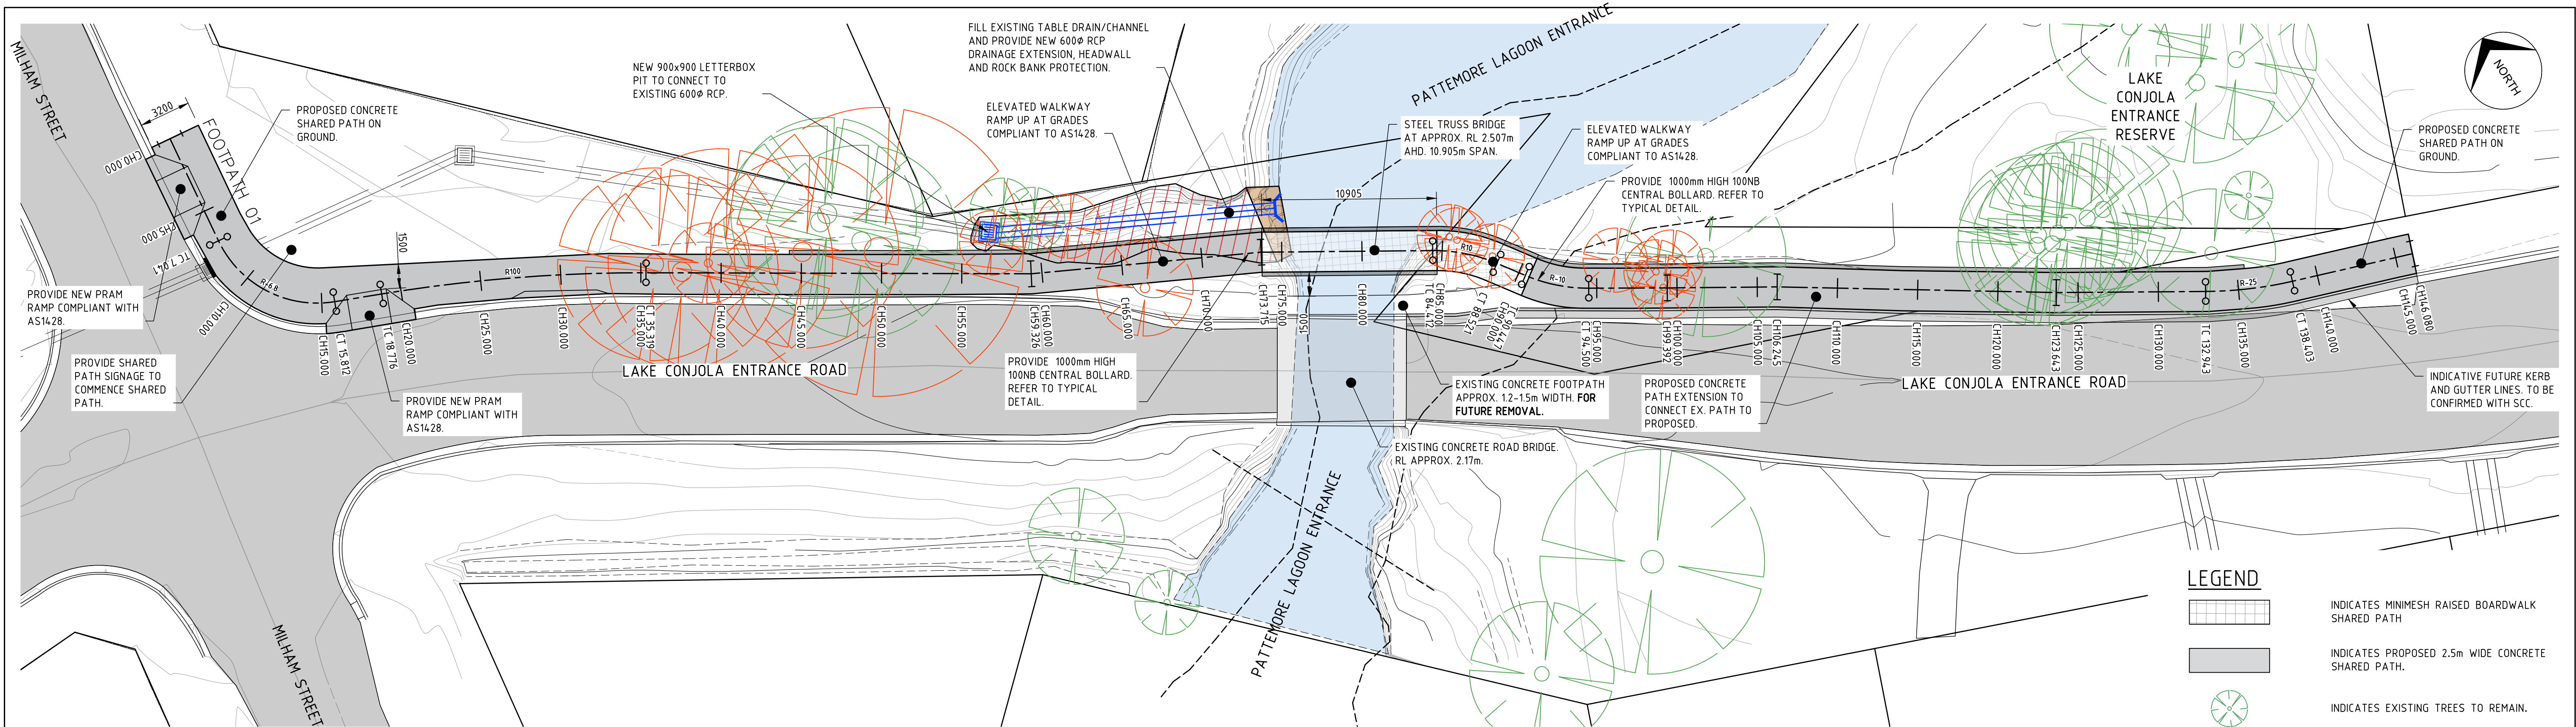 MILHAM STREET
3200
FOOTPATH 01
PROPOSED CONCRETE
SHARED PATH ON
GROUND.
CH0.000
CH5.000
TC 7.041
CH10.000
R-6.8
PROVIDE NEW PRAM
RAMP COMPLIANT WITH
AS1428.
PROVIDE SHARED
PATH SIGNAGE TO
COMMENCE SHARED
PATH.
CH15.000
CT 15.812
TC 18.776
CH20.000
1500
R100
PROVIDE NEW PRAM
RAMP COMPLIANT WITH
AS1428.
CH25.000
CH30.000
CH35.000
CT 35.319
CH40.000
CH45.000
CH50.000
CH55.000
CH59.326
CH60.000
CH65.000
CH70.000
CH73.715
CH75.000
CH80.000
TC 84.412
CH85.000
CT 88.521
CH90.000
TC 90.447
CT 94.500
CH95.000
CH99.392
CH100.000
CH105.000
CH106.245
CH110.000
CH115.000
CH120.000
CH123.643
CH125.000
CH130.000
TC 132.943
CH135.000
CT 138.403
CH140.000
CH145.000
CH146.080
NEW 900x900 LETTERBOX
PIT TO CONNECT TO
EXISTING 600Ø RCP.
FILL EXISTING TABLE DRAIN/CHANNEL
AND PROVIDE NEW 600Ø RCP
DRAINAGE EXTENSION, HEADWALL
AND ROCK BANK PROTECTION.
ELEVATED WALKWAY
RAMP UP AT GRADES
COMPLIANT TO AS1428.
PATTEMORE LAGOON ENTRANCE
STEEL TRUSS BRIDGE
AT APPROX. RL 2.507m
AHD. 10.905m SPAN.
10905
1500
R10
R-10
R-25
ELEVATED WALKWAY
RAMP UP AT GRADES
COMPLIANT TO AS1428.
PROVIDE 1000mm HIGH 100NB
CENTRAL BOLLARD. REFER TO
TYPICAL DETAIL.
LAKE
CONJOLA
ENTRANCE
RESERVE
NORTH
PROPOSED CONCRETE
SHARED PATH ON
GROUND.
LAKE CONJOLA ENTRANCE ROAD
PROVIDE 1000mm HIGH
100NB CENTRAL BOLLARD.
REFER TO TYPICAL
DETAIL.
EXISTING CONCRETE FOOTPATH
APPROX. 1.2-1.5m WIDTH. FOR
FUTURE REMOVAL.
PROPOSED CONCRETE
PATH EXTENSION TO
CONNECT EX. PATH TO
PROPOSED.
LAKE CONJOLA ENTRANCE ROAD
INDICATIVE FUTURE KERB
AND GUTTER LINES. TO BE
CONFIRMED WITH SCC.
EXISTING CONCRETE ROAD BRIDGE.
RL APPROX. 2.17m.
PATTEMORE LAGOON ENTRANCE
MILHAM STREET
LEGEND
INDICATES MINIMESH RAISED BOARDWALK
SHARED PATH
INDICATES PROPOSED 2.5m WIDE CONCRETE
SHARED PATH.
INDICATES EXISTING TREES TO REMAIN.